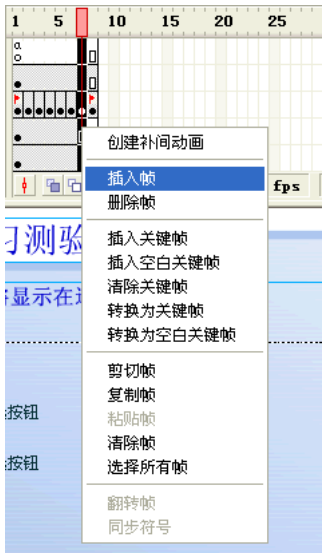 1 5 10 15 20 25
a
创建补间动画
插入帧
删除帧
fps
插入关键帧
插入空白关键帧
清除关键帧
转换为关键帧
转换为空白关键帧
习测验
显示在
剪切帧
复制帧
粘贴帧
清除帧
选择所有帧
按钮
按钮
翻转帧
同步符号